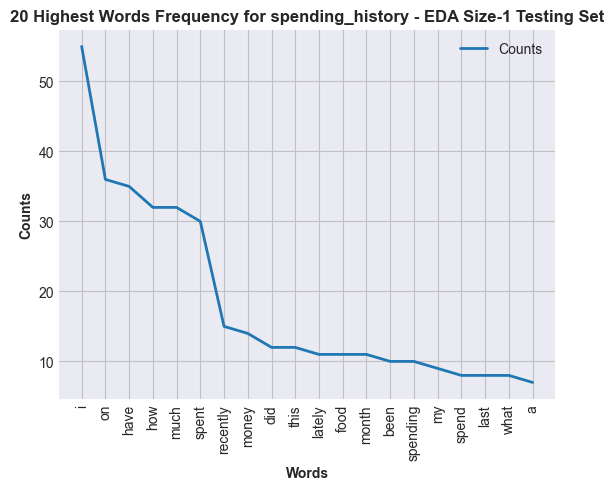 20 Highest Words Frequency for spending_history - EDA Size-1 Testing Set
Counts
50
40
30
20
10
Counts
i
on
have
how
much
spent
recently
money
did
this
lately
food
month
been
spending
my
spend
last
what
a
Words